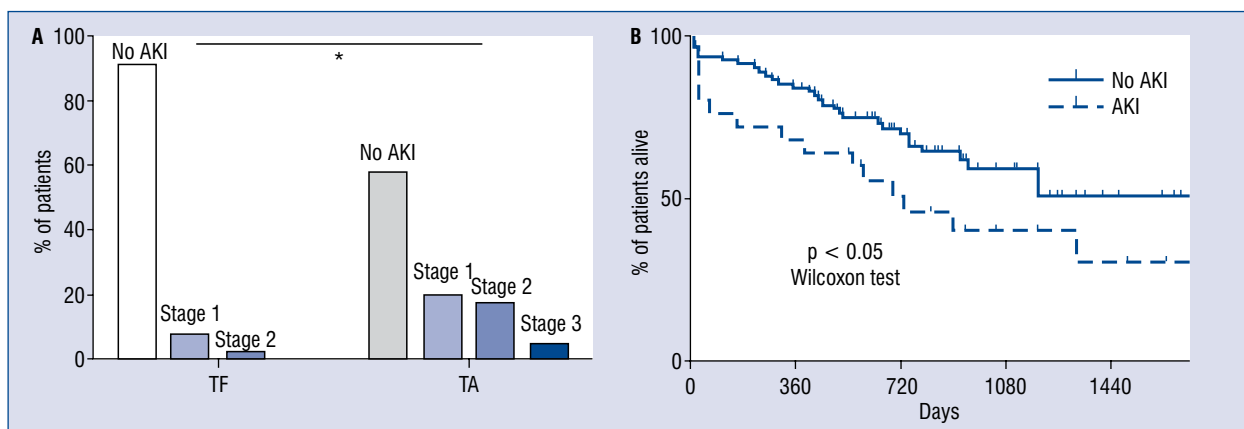 A
100
80
60
40
20
0
% of patients
No AKI
*
Stage 1
Stage 2
No AKI
Stage 1
Stage 2
Stage 3
TF
TA
B
100
50
0
% of patients alive
No AKI
AKI
p < 0.05
Wilcoxon test
0
360
720
1080
1440
Days